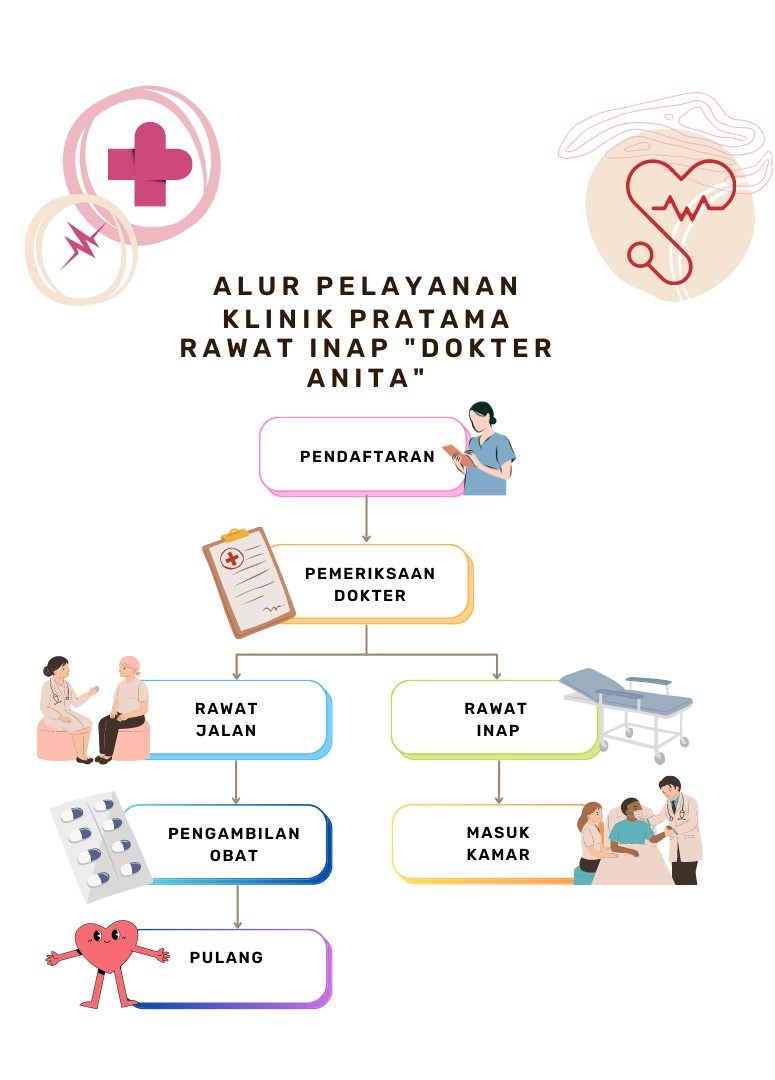 ALUR PELAYANAN
KLINIK PRATAMA
RAWAT INAP "DOKTER
ANITA"
PENDAFTARAN
PEMERIKSAAN
DOKTER
RAWAT
JALAN
RAWAT
INAP
PENGAMBILAN
OBAT
MASUK
KAMAR
PULANG